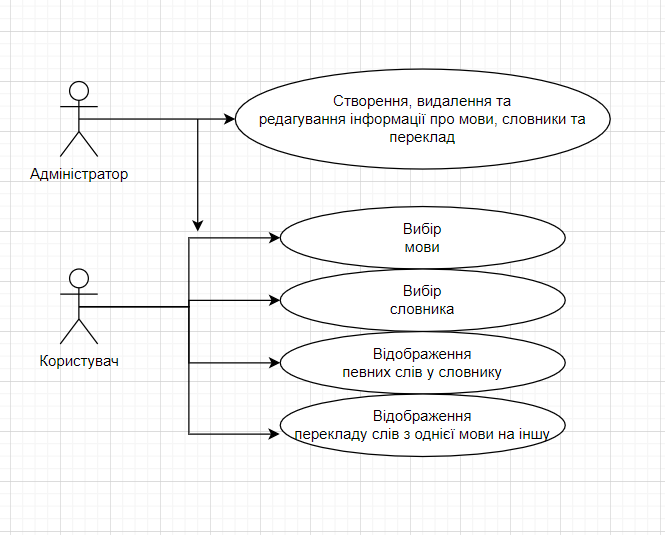 Створення, видалення та
редагування інформації про мови, словники та
переклад
Адміністратор
Вибір
мови
Вибір
словника
Користувач
Відображення
певних слів у словнику
Відображення
перекладу слів з однієї мови на іншу